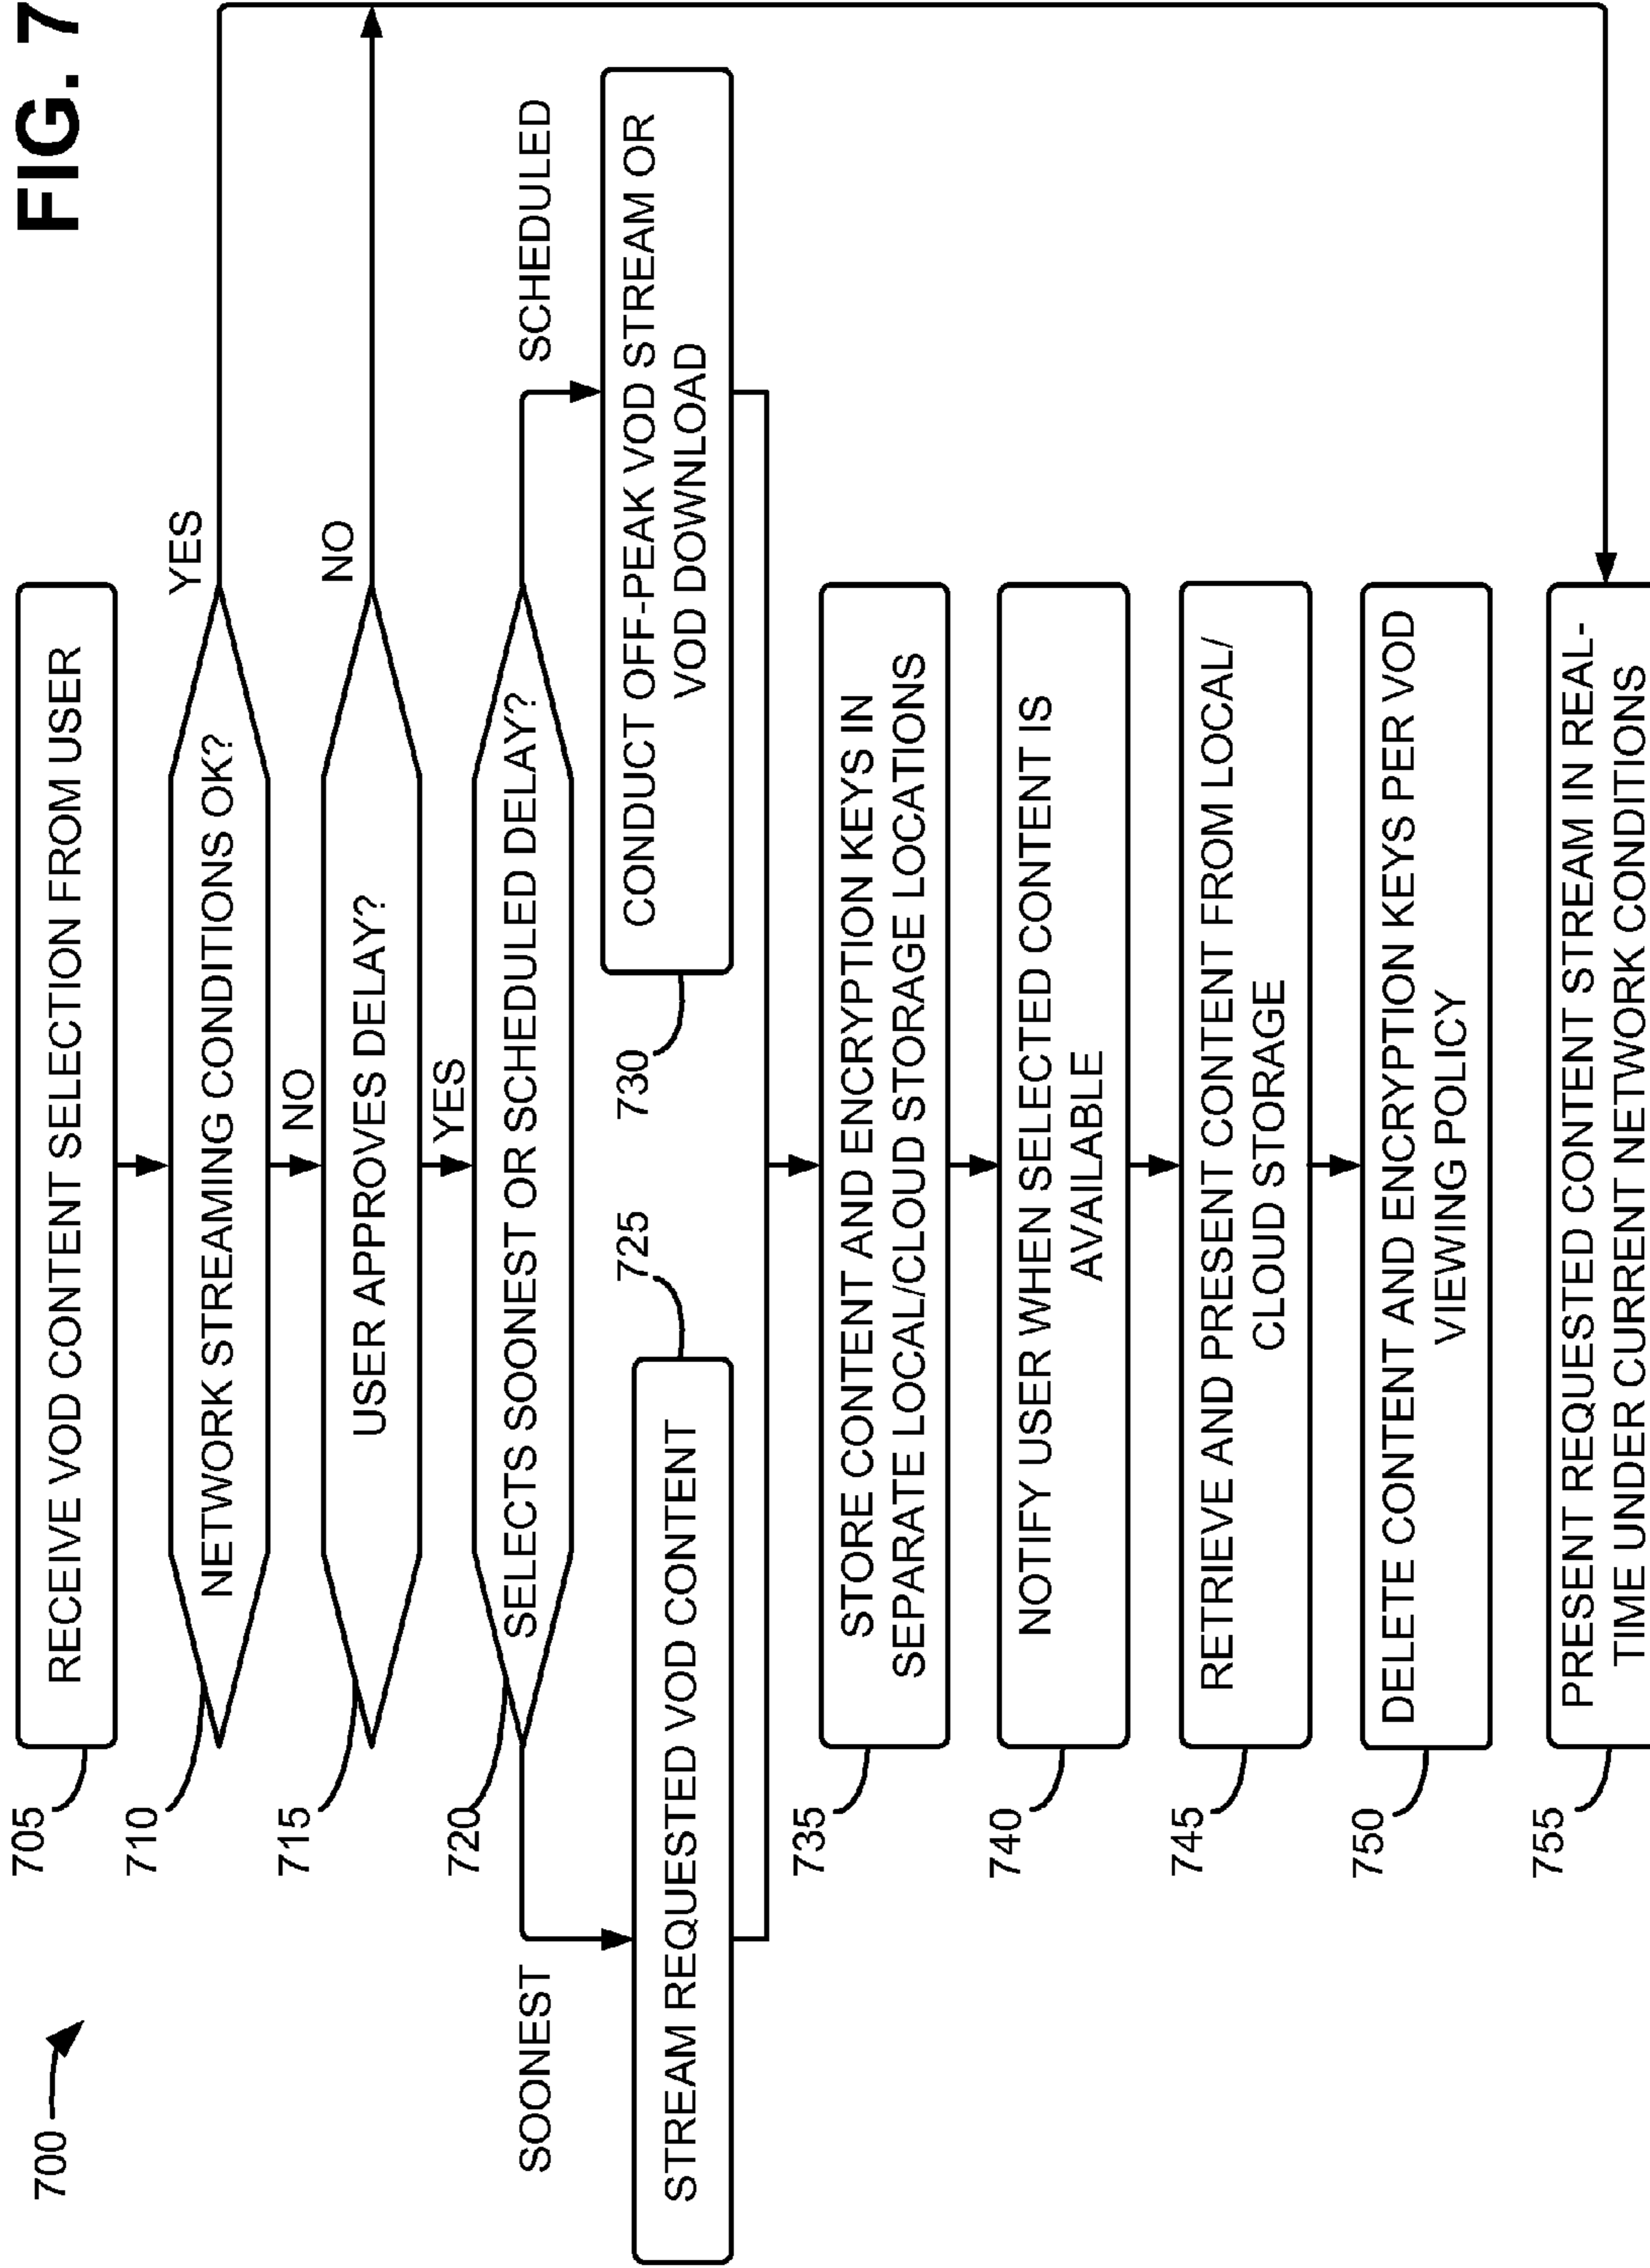 FIG. 7
700
705
RECEIVE VOD CONTENT SELECTION FROM USER
710
NETWORK STREAMING CONDITIONS OK?
YES
NO
715
USER APPROVES DELAY?
NO
YES
720
SELECTS SOONEST OR SCHEDULED DELAY?
SOONEST
SCHEDULED
725
STREAM REQUESTED VOD CONTENT
730
CONDUCT OFF-PEAK VOD STREAM OR
VOD DOWNLOAD
735
STORE CONTENT AND ENCRYPTION KEYS IN
SEPARATE LOCAL/CLOUD STORAGE LOCATIONS
740
NOTIFY USER WHEN SELECTED CONTENT IS
AVAILABLE
745
RETRIEVE AND PRESENT CONTENT FROM LOCAL/
CLOUD STORAGE
750
DELETE CONTENT AND ENCRYPTION KEYS PER VOD
VIEWING POLICY
755
PRESENT REQUESTED CONTENT STREAM IN REAL-
TIME UNDER CURRENT NETWORK CONDITIONS